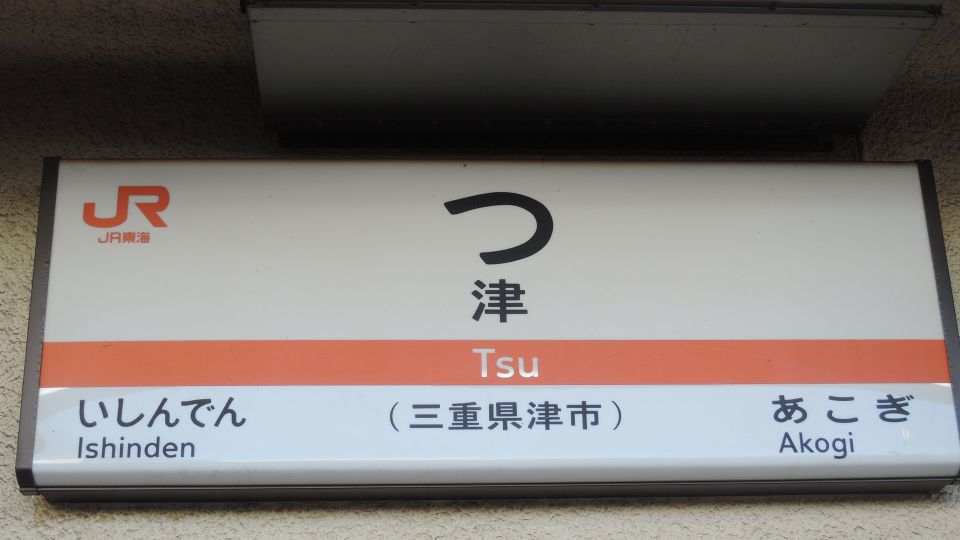 JR
JR東海
つ
津
Tsu
いしんでん
Ishinden
（三重県津市）
あこぎ
Akogi